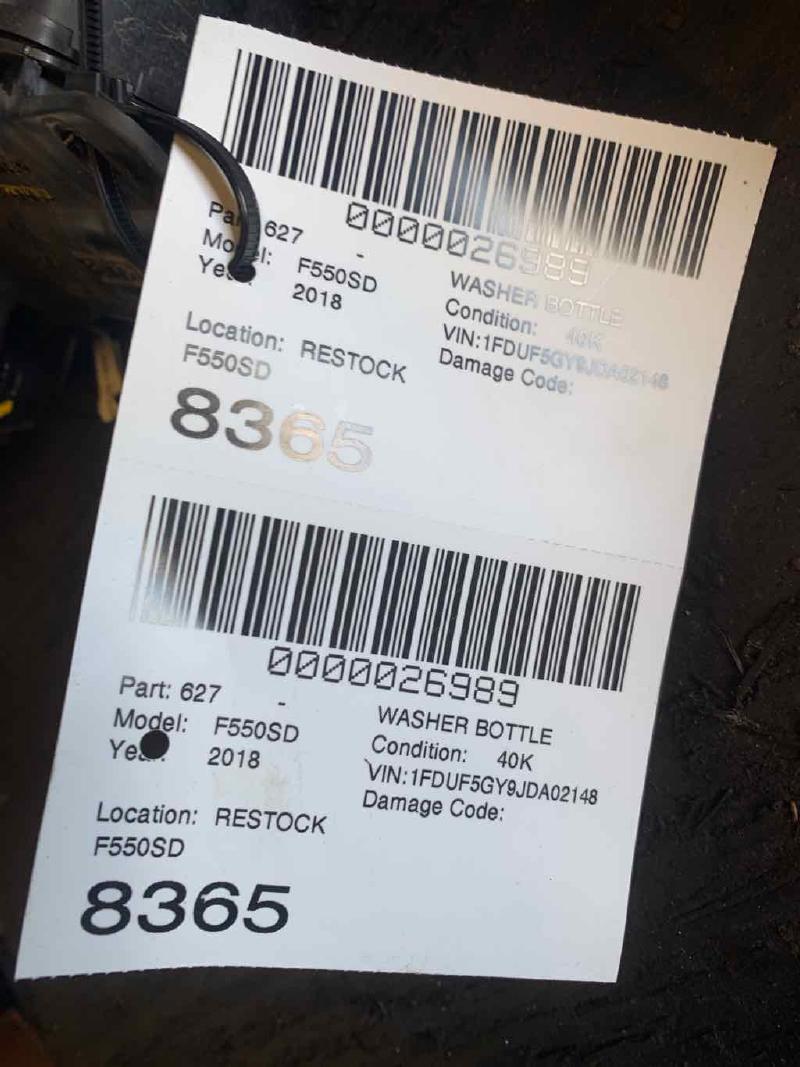 0000026989
Part: 627 -
Model: F550SD
Year 2018
WASHER BOTTLE
Condition: 40K
VIN:1FDUF5GY9JDA02148
Damage Code:
Location: RESTOCK
F550SD
8365
0000026989
Part: 627 -
Model: F550SD
Ye 2018
WASHER BOTTLE
Condition: 40K
VIN:1FDUF5GY9JDA02148
Damage Code:
Location: RESTOCK
F550SD
8365